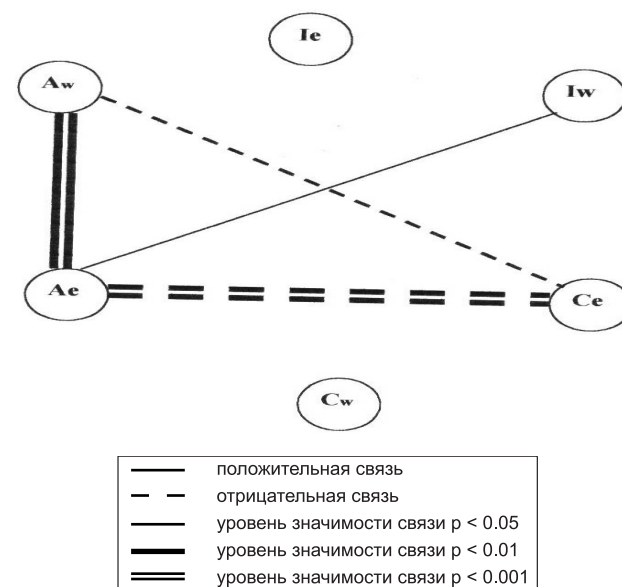 Ie
Aw
Iw
Ae
Ce
Cw
положительная связь
отрицательная связь
уровень значимости связи p < 0.05
уровень значимости связи p < 0.01
уровень значимости связи p < 0.001